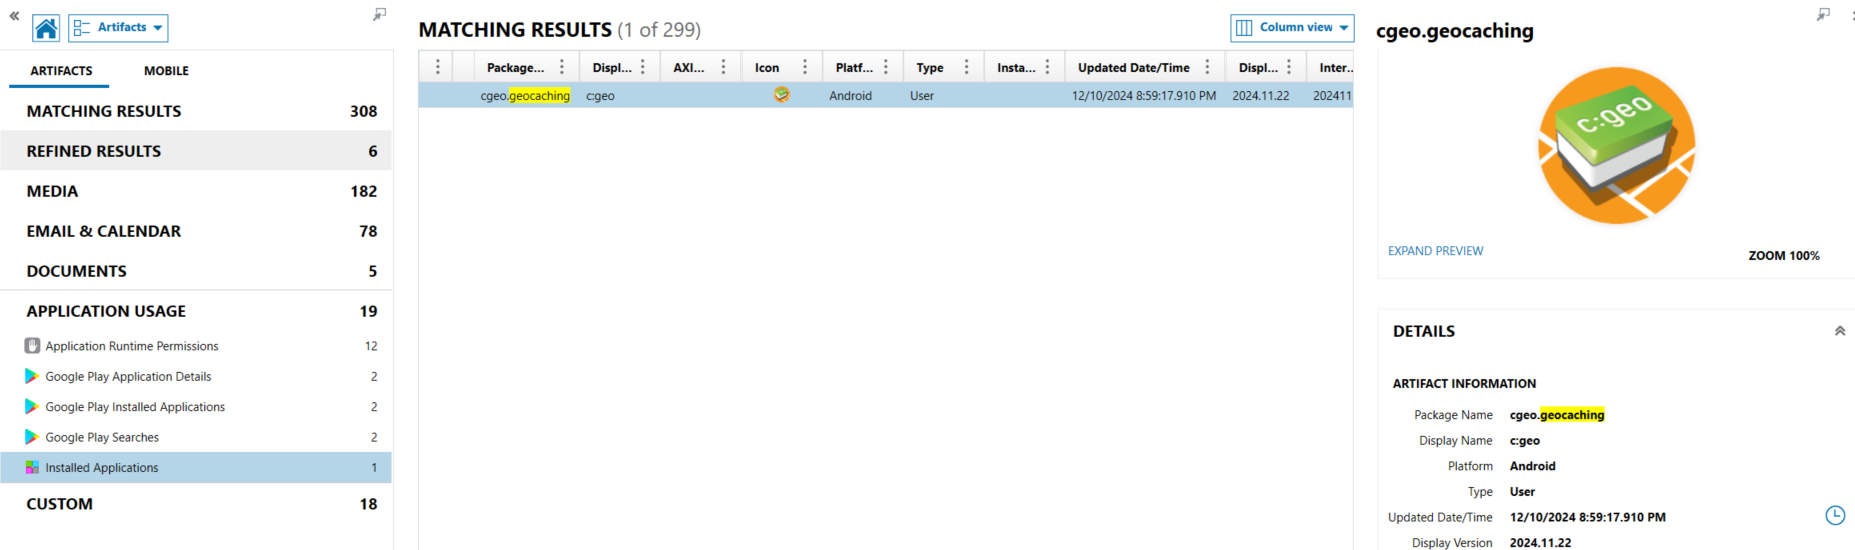 Artifacts
ARTIFACTS MOBILE
MATCHING RESULTS 308
REFINED RESULTS 6
MEDIA 182
EMAIL & CALENDAR 78
DOCUMENTS 5
APPLICATION USAGE 19
Application Runtime Permissions 12
Google Play Application Details 2
Google Play Installed Applications 2
Google Play Searches 2
Installed Applications 1
CUSTOM 18
MATCHING RESULTS (1 of 299)
Column view
Package... Displ... AXI... Icon Platf... Type Insta... Updated Date/Time Displ... Inter...
cgeo.geocaching c:geo Android User 12/10/2024 8:59:17.910 PM 2024.11.22 202411
cgeo.geocaching
c:geo
EXPAND PREVIEW
ZOOM 100%
DETAILS
ARTIFACT INFORMATION
Package Name cgeo.geocaching
Display Name c:geo
Platform Android
Type User
Updated Date/Time 12/10/2024 8:59:17.910 PM
Display Version 2024.11.22